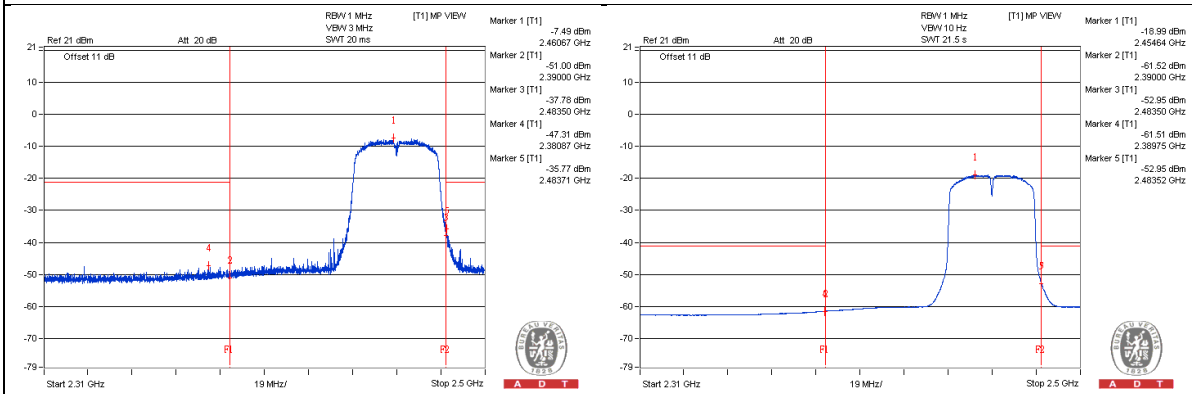 RBW 1 MHz [T1] MP VIEW
VBW 3 MHz
Ref 21 dBm Att 20 dB SWT 20 ms
Offset 11 dB
21
10
0
-10
-20
-30
-40
-50
-60
-70
-79
1
4
2
5
F1
F2
Start 2.31 GHz 19 MHz/ Stop 2.5 GHz
Marker 1 [T1]
-7.49 dBm
2.46067 GHz
Marker 2 [T1]
-51.00 dBm
2.39000 GHz
Marker 3 [T1]
-37.78 dBm
2.48350 GHz
Marker 4 [T1]
-47.31 dBm
2.38087 GHz
Marker 5 [T1]
-35.77 dBm
2.48371 GHz
BUREAU VERITAS
1828
A D T
RBW 1 MHz [T1] MP VIEW
VBW 10 Hz
Ref 21 dBm Att 20 dB SWT 21.5 s
Offset 11 dB
21
10
0
-10
-20
-30
-40
-50
-60
-70
-79
1
F1
F2
Start 2.31 GHz 19 MHz/ Stop 2.5 GHz
Marker 1 [T1]
-18.99 dBm
2.45464 GHz
Marker 2 [T1]
-61.52 dBm
2.39000 GHz
Marker 3 [T1]
-52.95 dBm
2.48350 GHz
Marker 4 [T1]
-61.51 dBm
2.38975 GHz
Marker 5 [T1]
-52.95 dBm
2.48352 GHz
BUREAU VERITAS
1828
A D T